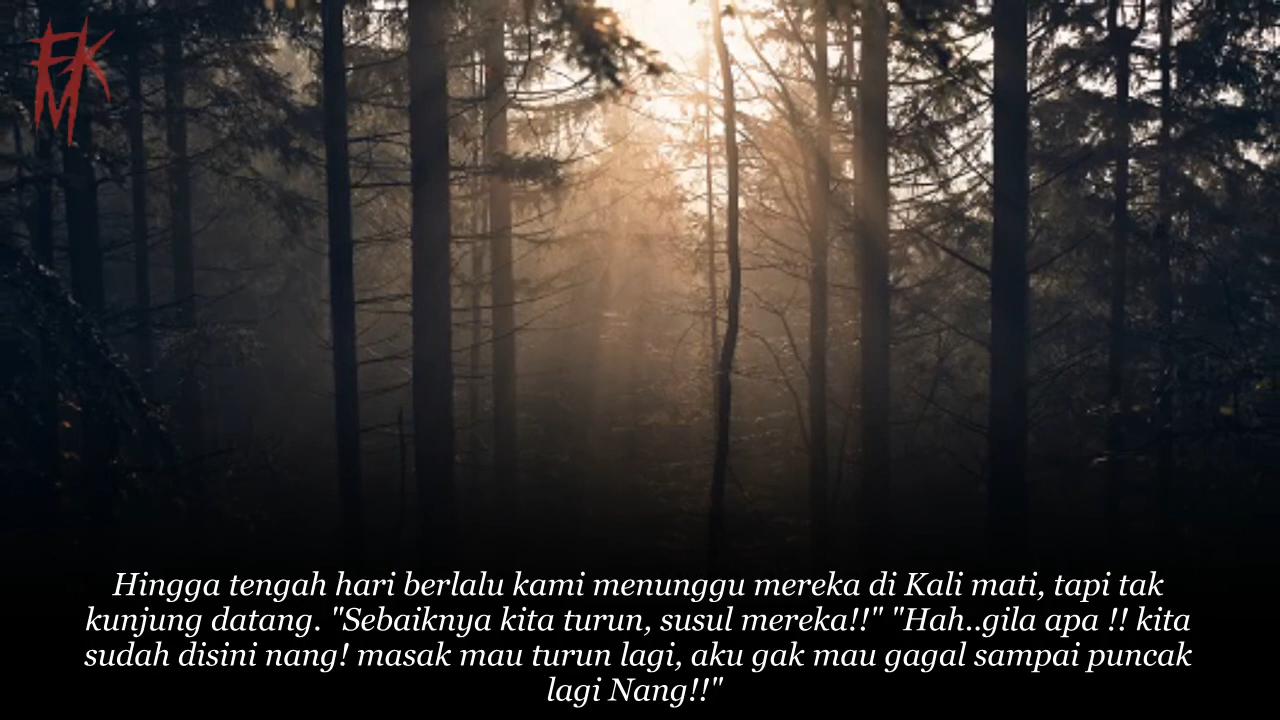 FKM
Hingga tengah hari berlalu kami menunggu mereka di Kali mati, tapi tak
kunjung datang. "Sebaiknya kita turun, susul mereka!!" "Hah..gila apa !! kita
sudah disini nang! masak mau turun lagi, aku gak mau gagal sampai puncak
lagi Nang!!"